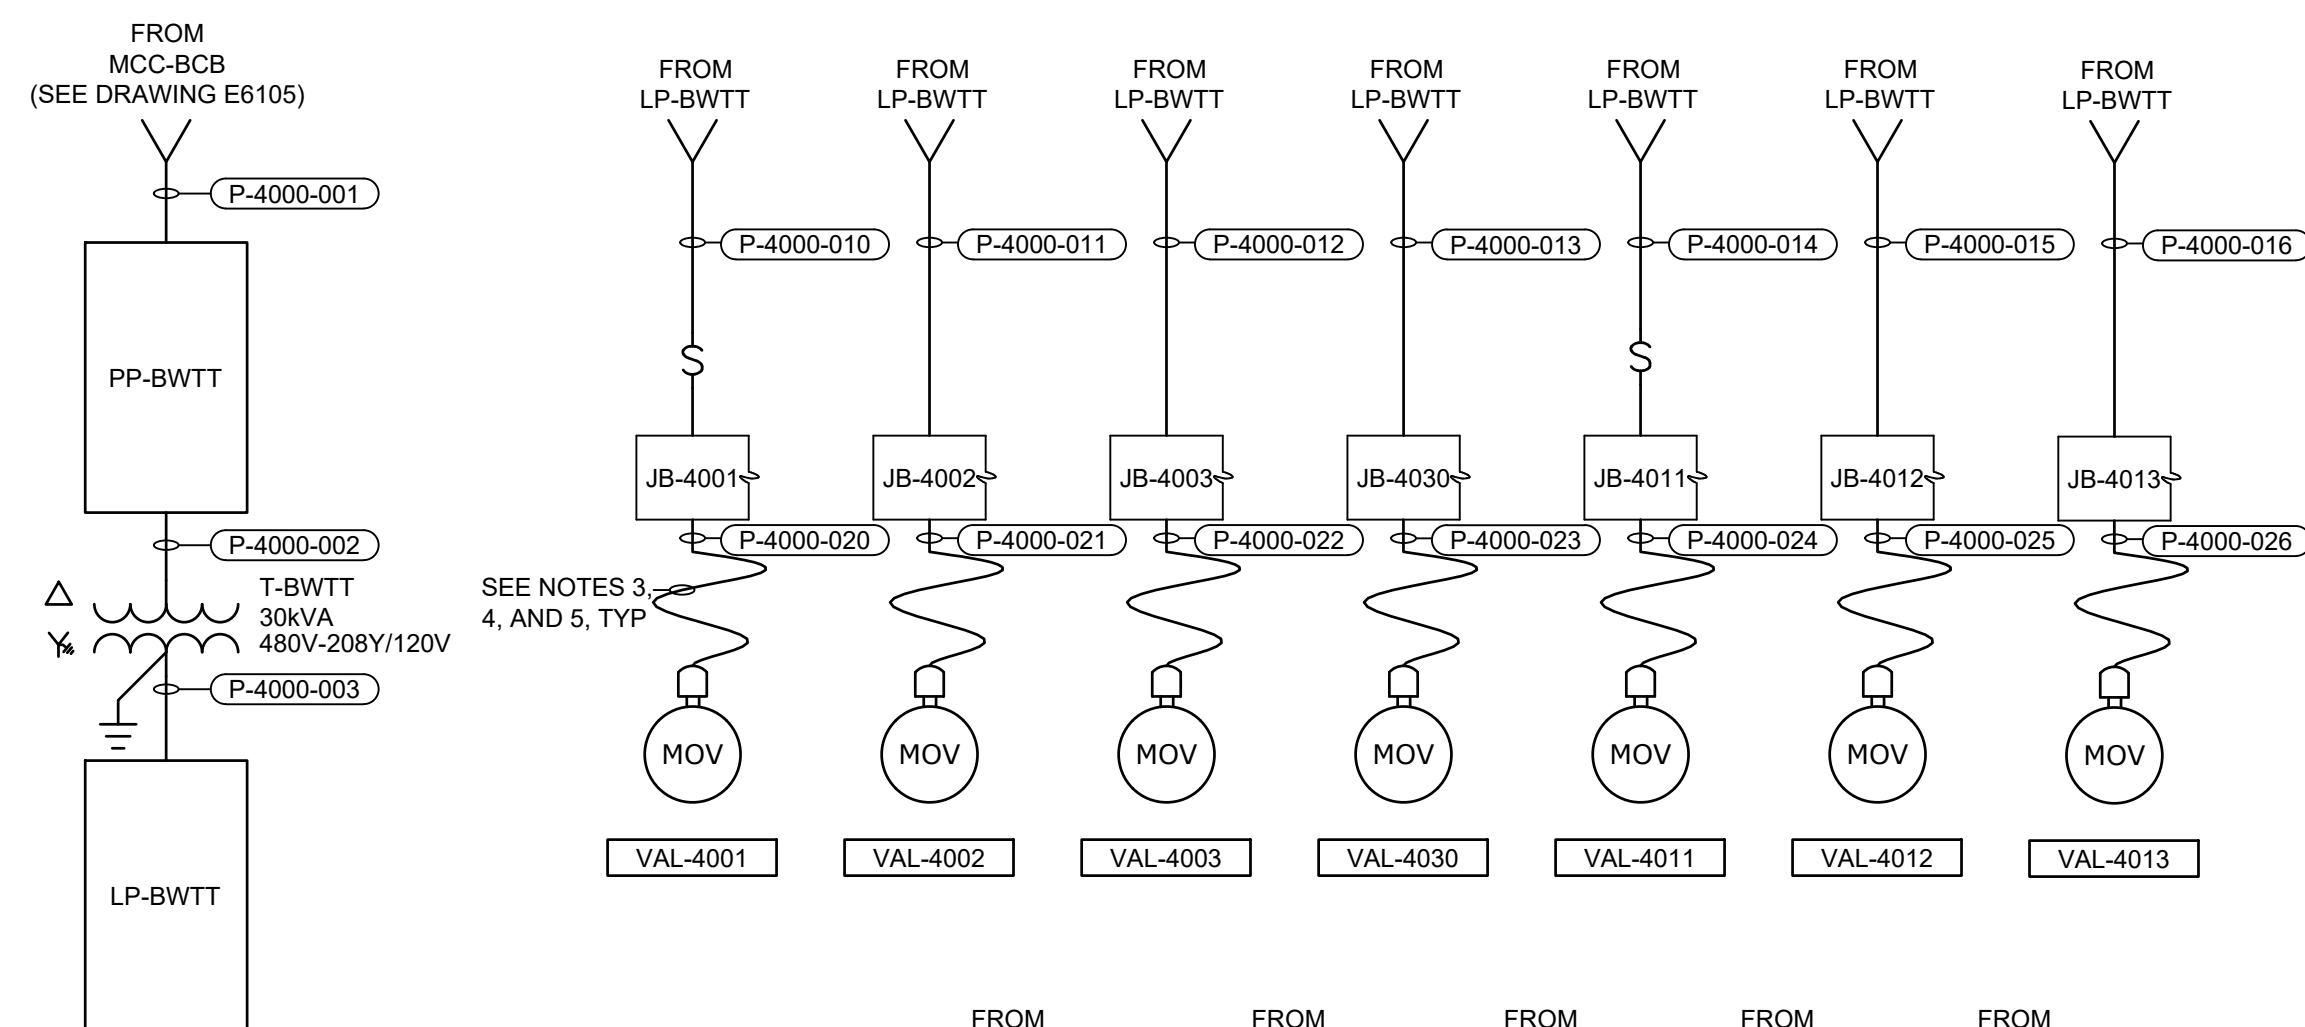 FROM
MCC-BCB
(SEE DRAWING E6105)
P-4000-001
PP-BWTT
P-4000-002
T-BWTT
30kVA
480V-208Y/120V
P-4000-003
LP-BWTT
FROM
LP-BWTT
P-4000-010
S
JB-4001
P-4000-020
SEE NOTES 3,
4, AND 5, TYP
MOV
VAL-4001
FROM
LP-BWTT
P-4000-011
JB-4002
P-4000-021
MOV
VAL-4002
FROM
LP-BWTT
P-4000-012
JB-4003
P-4000-022
MOV
VAL-4003
FROM
LP-BWTT
P-4000-013
JB-4030
P-4000-023
MOV
VAL-4030
FROM
LP-BWTT
P-4000-014
S
JB-4011
P-4000-024
MOV
VAL-4011
FROM
LP-BWTT
P-4000-015
JB-4012
P-4000-025
MOV
VAL-4012
FROM
LP-BWTT
P-4000-016
JB-4013
P-4000-026
MOV
VAL-4013
FROM
FROM
FROM
FROM
FROM